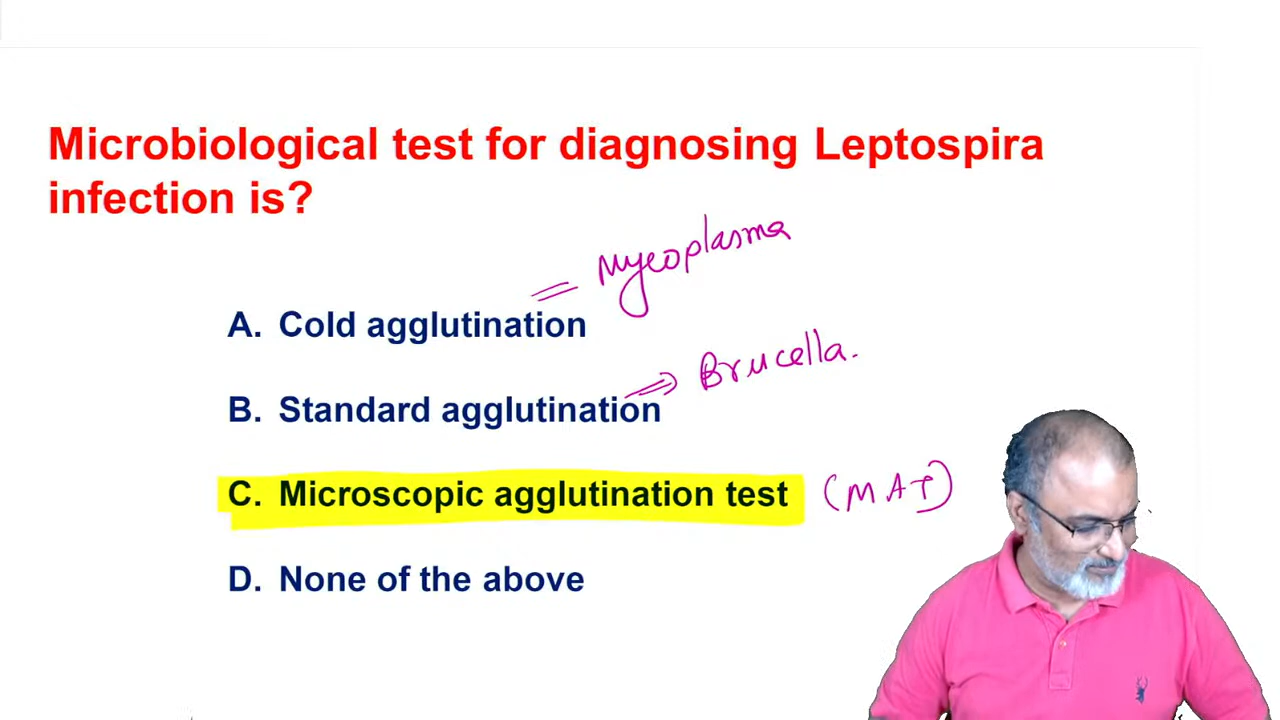 Microbiological test for diagnosing Leptospira
infection is?
= Mycoplasma
A. Cold agglutination
⇒ Brucella.
B. Standard agglutination
C. Microscopic agglutination test (MAT)
D. None of the above